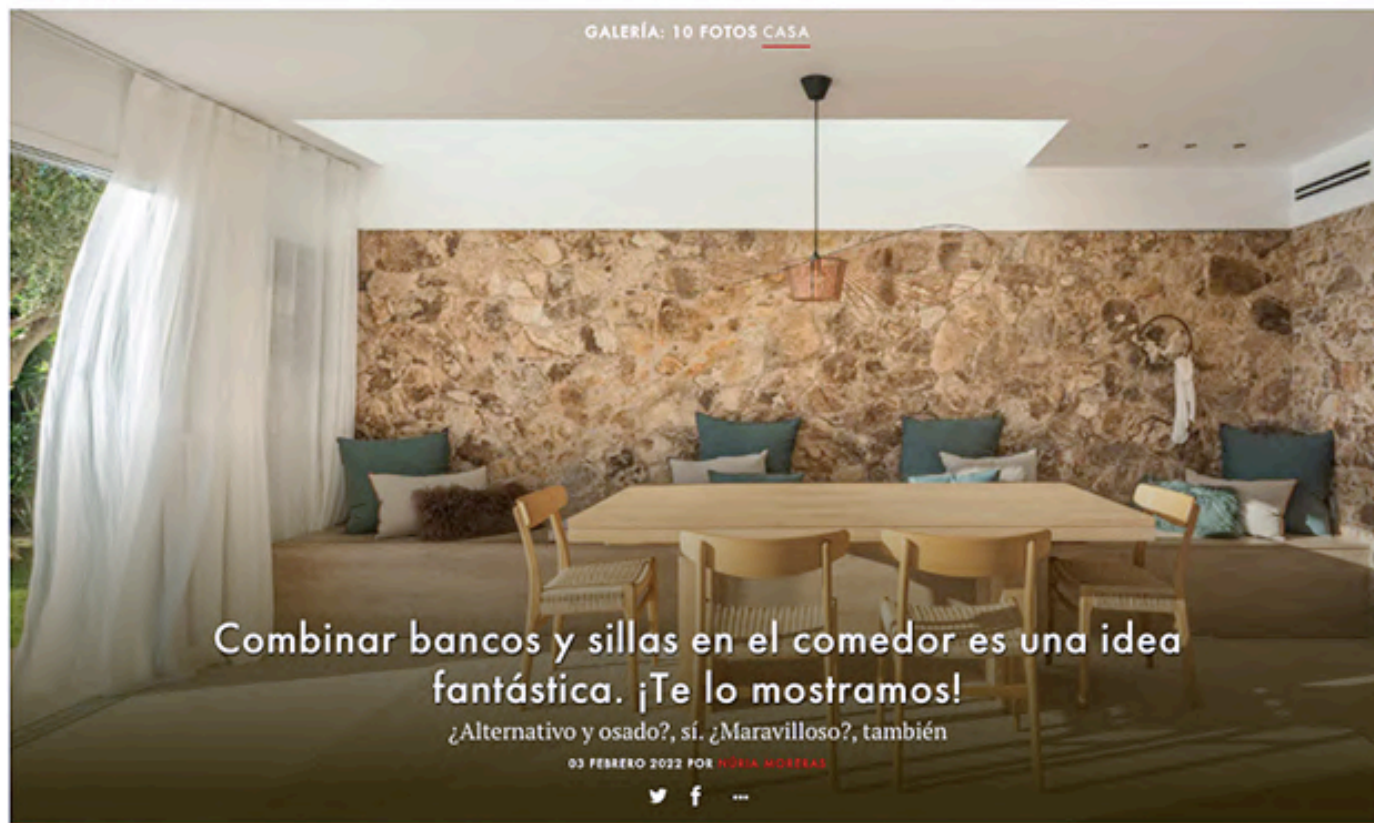 GALERÍA: 10 FOTOS CASA
Combinar bancos y sillas en el comedor es una idea
fantástica. ¡Te lo mostramos!
¿Alternativo y osado?, sí. ¿Maravilloso?, también
03 FEBRERO 2022 POR NÚRIA MORERAS